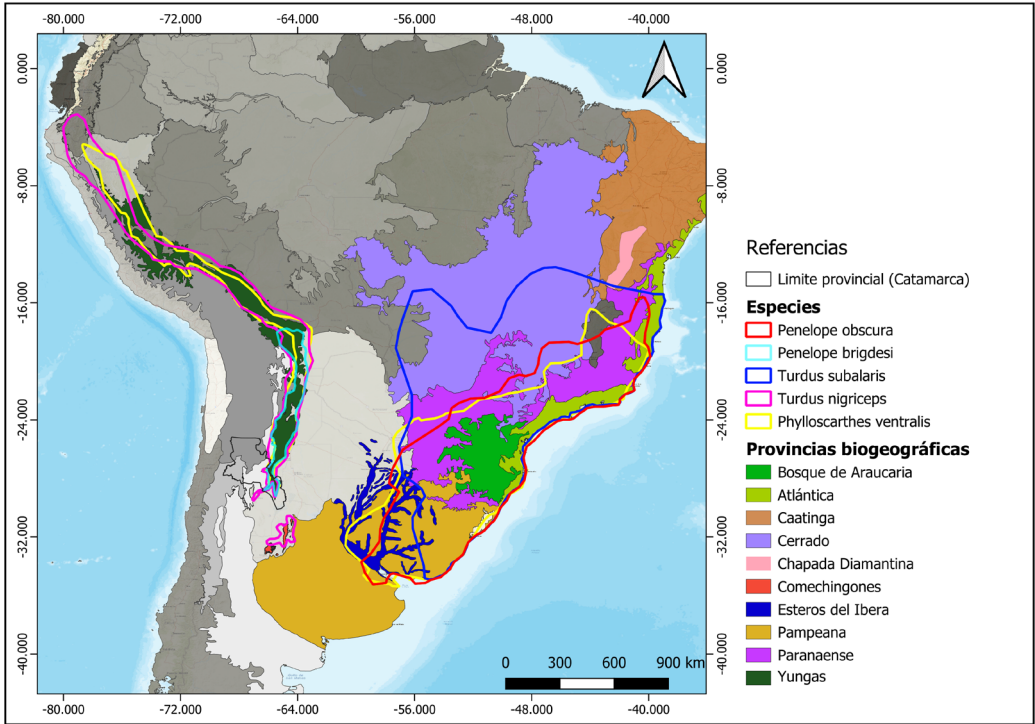 -80.000 -72.000 -64.000 -56.000 -48.000 -40.000
0.000 0.000
-8.000 -8.000
-16.000 -16.000
-24.000 -24.000
-32.000 -32.000
-40.000 -40.000
0 300 600 900 km
-80.000 -72.000 -64.000 -56.000 -48.000 -40.000
Referencias
Limite provincial (Catamarca)
Especies
Penelope obscura
Penelope brigdesi
Turdus subalaris
Turdus nigriceps
Phylloscarthes ventralis
Provincias biogeográficas
Bosque de Araucaria
Atlántica
Caatinga
Cerrado
Chapada Diamantina
Comechingones
Esteros del Ibera
Pampeana
Paranaense
Yungas